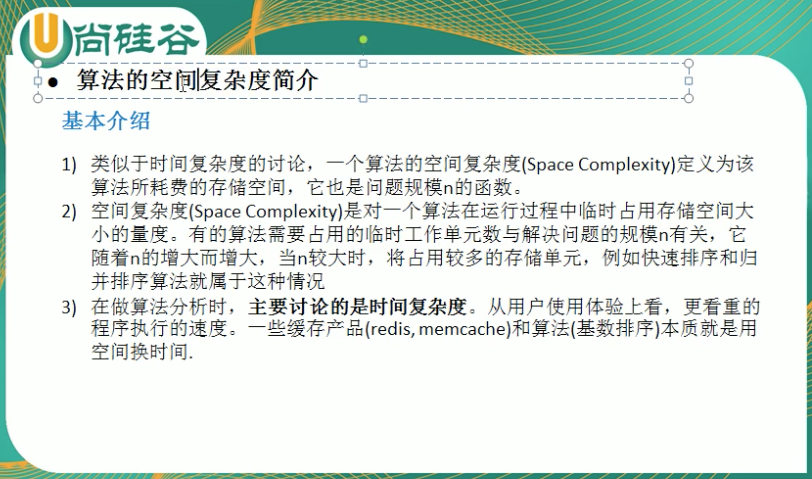 尚硅谷
● 算法的空间复杂度简介
基本介绍
1) 类似于时间复杂度的讨论，一个算法的空间复杂度(Space Complexity)定义为该
算法所耗费的存储空间，它也是问题规模n的函数。
2) 空间复杂度(Space Complexity)是对一个算法在运行过程中临时占用存储空间大
小的量度。有的算法需要占用的临时工作单元数与解决问题的规模n有关，它
随着n的增大而增大，当n较大时，将占用较多的存储单元，例如快速排序和归
并排序算法就属于这种情况
3) 在做算法分析时，主要讨论的是时间复杂度。从用户使用体验上看，更看重的
程序执行的速度。一些缓存产品(redis, memcache)和算法(基数排序)本质就是用
空间换时间.